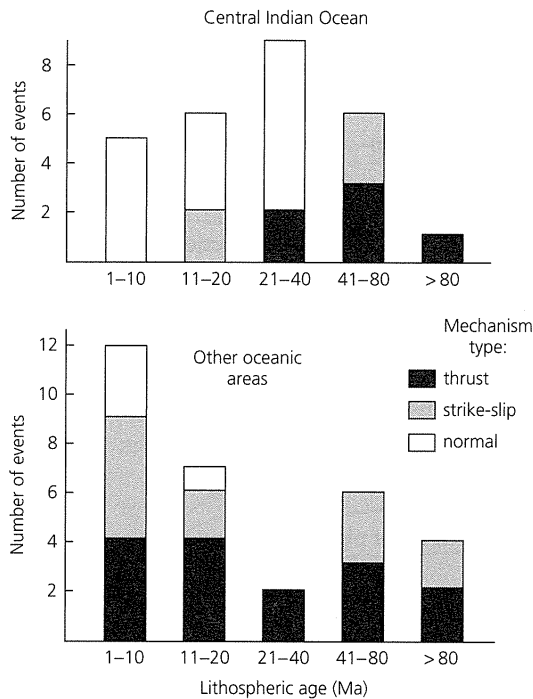 Central Indian Ocean
Number of events
8
6
4
2
1–10 11–20 21–40 41–80 >80
Other oceanic
areas
Mechanism
type:
thrust
strike-slip
normal
Number of events
12
10
8
6
4
2
1–10 11–20 21–40 41–80 >80
Lithospheric age (Ma)